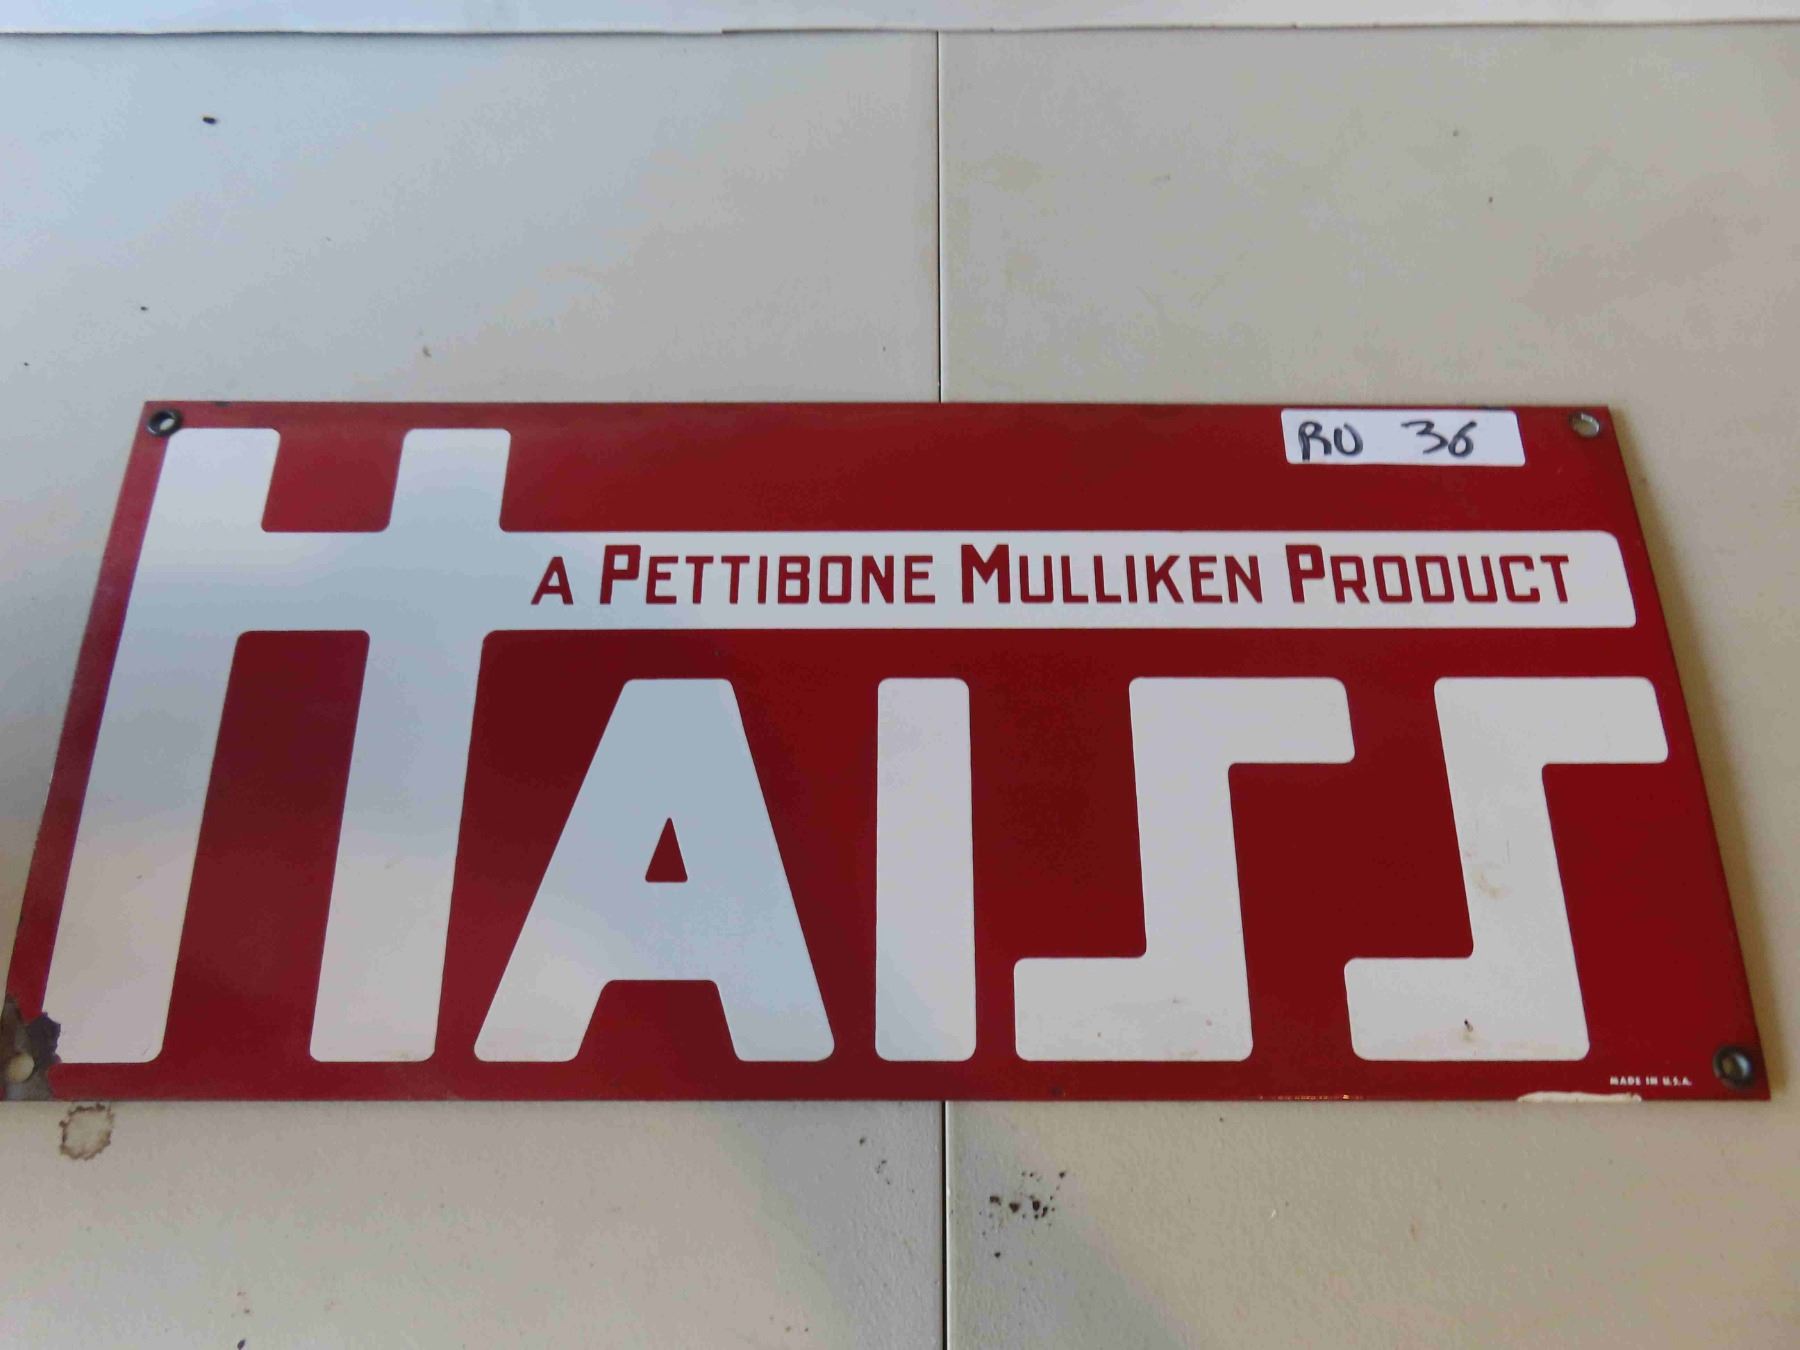 RU 36
A PETTIBONE MULLIKEN PRODUCT
HAISS
MADE IN U.S.A.